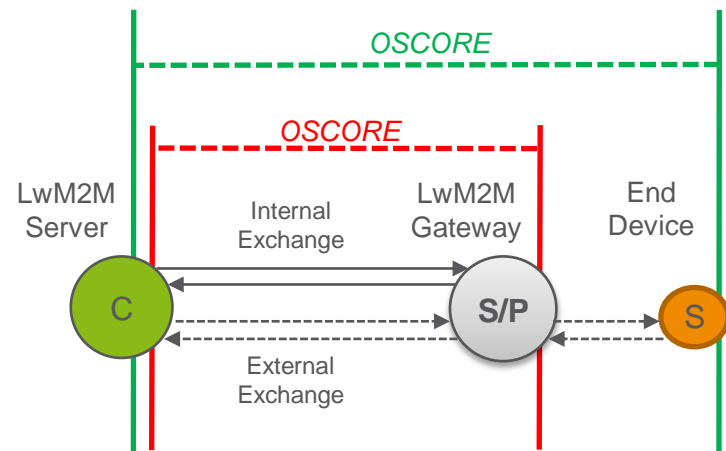 OSCORE
OSCORE
LwM2M
Server
Internal
Exchange
LwM2M
Gateway
End
Device
C
S/P
S
External
Exchange